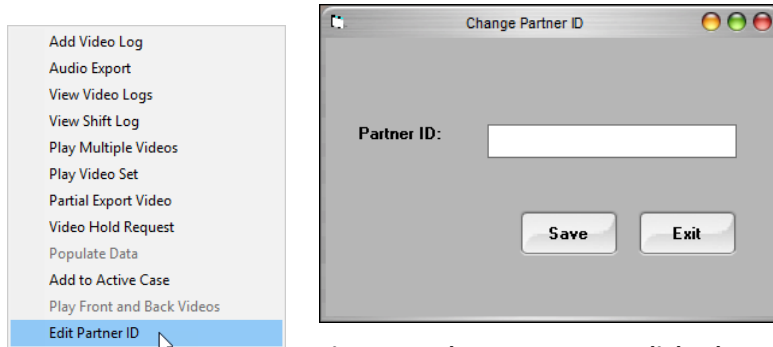 Add Video Log
Audio Export
View Video Logs
View Shift Log
Play Multiple Videos
Play Video Set
Partial Export Video
Video Hold Request
Populate Data
Add to Active Case
Play Front and Back Videos
Edit Partner ID
Change Partner ID
Partner ID:
Save Exit